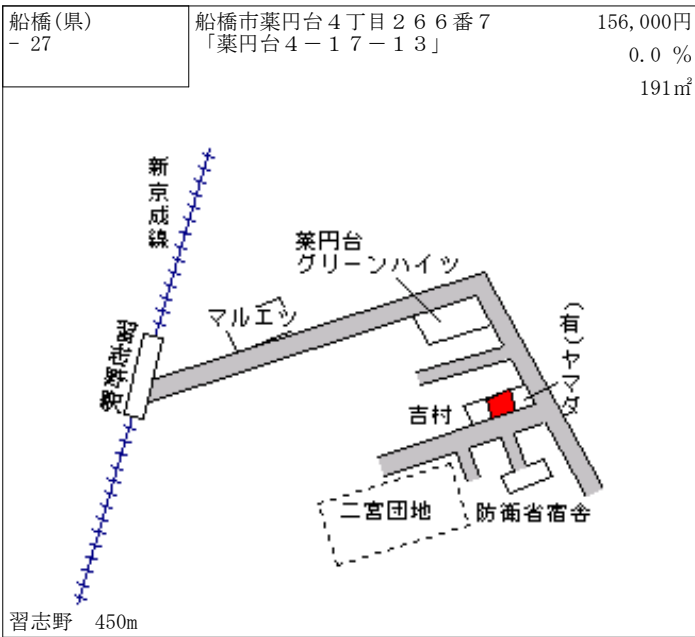 船橋(県)
－27
船橋市薬円台４丁目２６６番７
「薬円台４－１７－１３」
156,000円
0.0 %
191㎡
新京成線
薬円台
グリーンハイツ
マルエツ
(有)ヤマダ
習志野駅
吉村
二宮団地
防衛省宿舎
習志野　450m